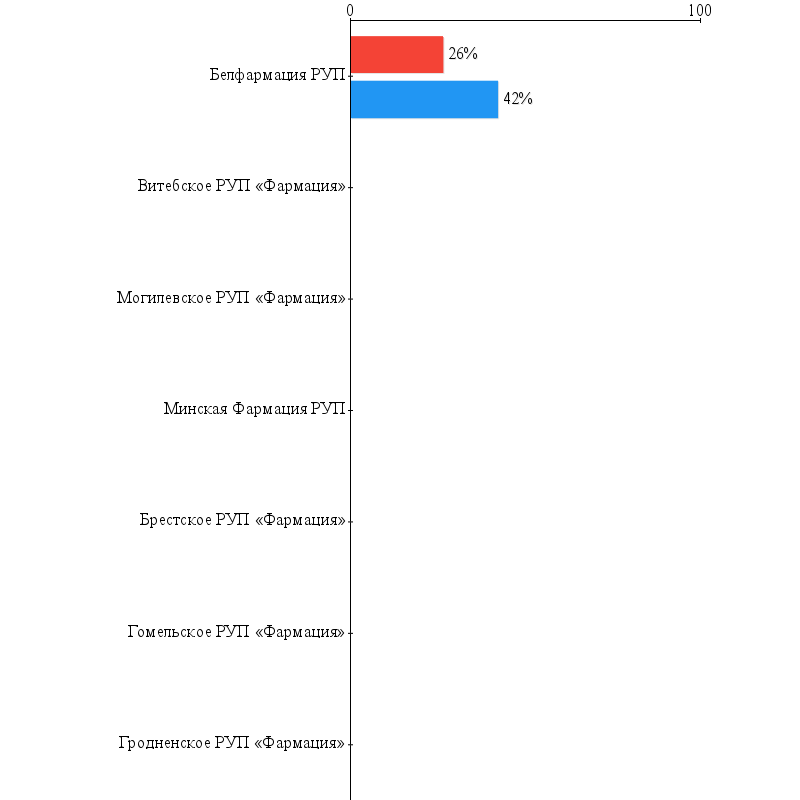 0 100
Белфармация РУП 26%
42%
Витебское РУП «Фармация»
Могилевское РУП «Фармация»
Минская Фармация РУП
Брестское РУП «Фармация»
Гомельское РУП «Фармация»
Гродненское РУП «Фармация»